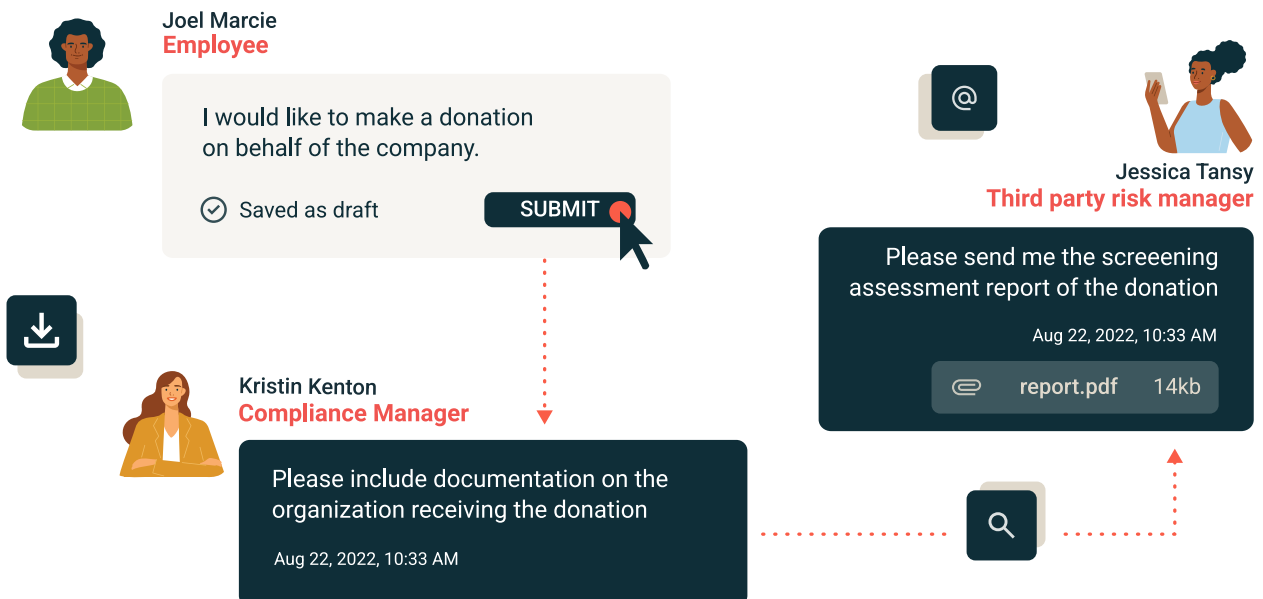 Joel Marcie
Employee
I would like to make a donation
on behalf of the company.
Saved as draft
SUBMIT
@
Jessica Tansy
Third party risk manager
Please send me the screeening
assessment report of the donation
Aug 22, 2022, 10:33 AM
report.pdf 14kb
Kristin Kenton
Compliance Manager
Please include documentation on the
organization receiving the donation
Aug 22, 2022, 10:33 AM